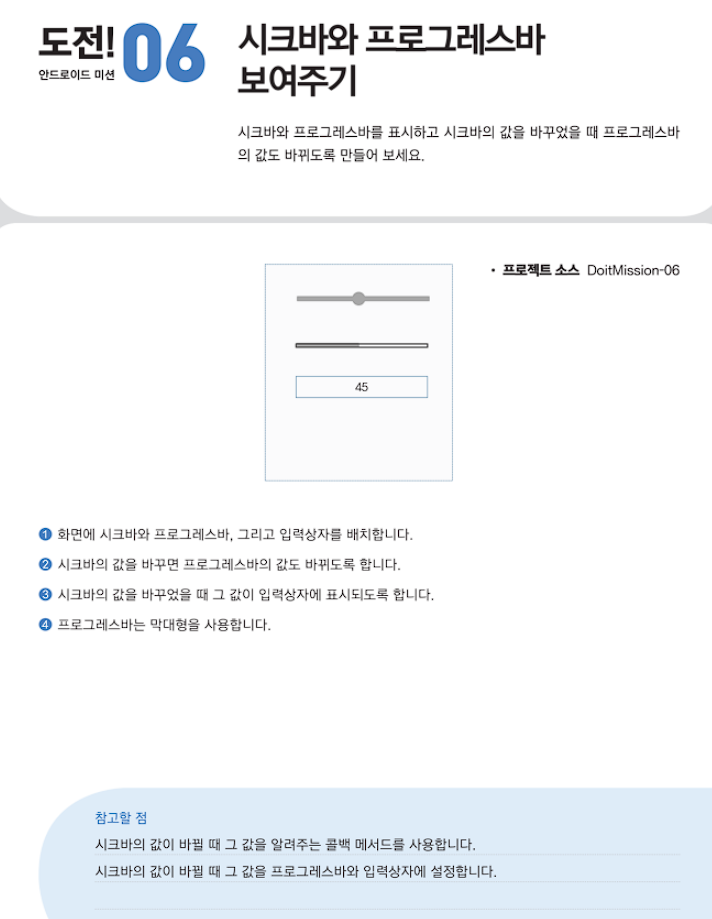 도전! 06
안드로이드 미션
시크바와 프로그레스바
보여주기
시크바와 프로그레스바를 표시하고 시크바의 값을 바꾸었을 때 프로그레스바
의 값도 바뀌도록 만들어 보세요.
• 프로젝트 소스 DoitMission-06
45
1 화면에 시크바와 프로그레스바, 그리고 입력상자를 배치합니다.
2 시크바의 값을 바꾸면 프로그레스바의 값도 바뀌도록 합니다.
3 시크바의 값을 바꾸었을 때 그 값이 입력상자에 표시되도록 합니다.
4 프로그레스바는 막대형을 사용합니다.
참고할 점
시크바의 값이 바뀔 때 그 값을 알려주는 콜백 메서드를 사용합니다.
시크바의 값이 바뀔 때 그 값을 프로그레스바와 입력상자에 설정합니다.